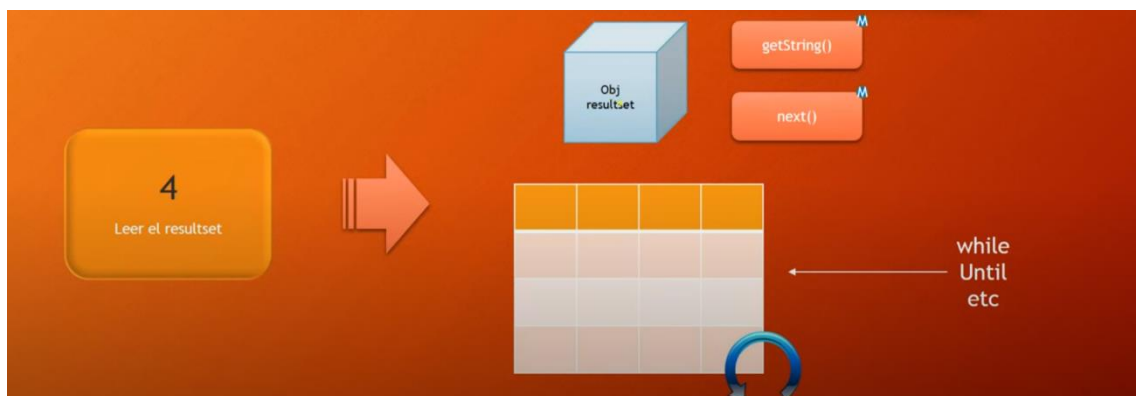 4
Leer el resultset
Obj
resultset
getString()
M
next()
M
while
Until
etc